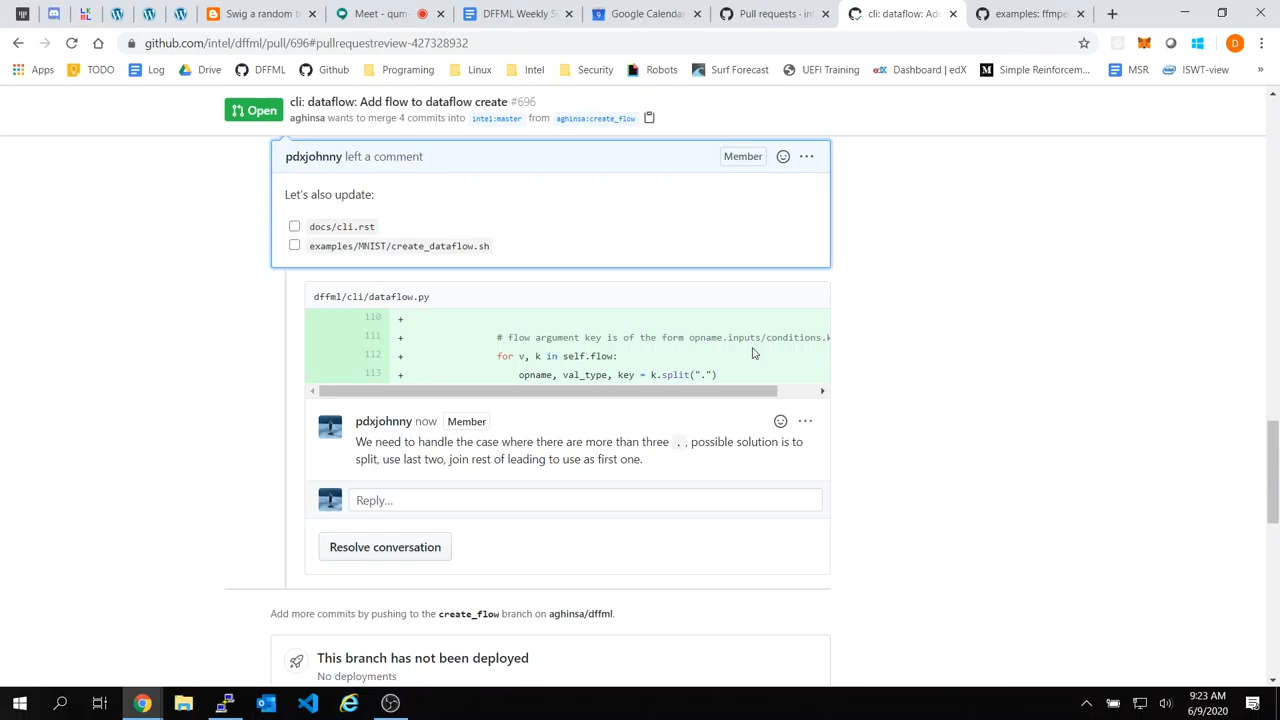 Swig a random t
Meet - qum-
DFFML Weekly S
Google Calendar
Pull requests · int
cli: dataflow: Add
examples: ffmpe
github.com/intel/dffml/pull/696#pullrequestreview-427328932
D
Apps
TODO
Log
Drive
DFFML
Github
Programing
Linux
Intel
Security
Robots
Surf Forecast
UEFI Training
Dashboard | edX
Simple Reinforcem...
MSR
ISWT-view
»
Open
cli: dataflow: Add flow to dataflow create #696
aghinsa wants to merge 4 commits into intel:master from aghinsa:create_flow
pdxjohnny left a comment
Member
Let's also update:
docs/cli.rst
examples/MNIST/create_dataflow.sh
dffml/cli/dataflow.py
110 +
111 + # flow argument key is of the form opname.inputs/conditions.k
112 + for v, k in self.flow:
113 + opname, val_type, key = k.split(".")
pdxjohnny now Member
We need to handle the case where there are more than three . , possible solution is to
split, use last two, join rest of leading to use as first one.
Reply...
Resolve conversation
Add more commits by pushing to the create_flow branch on aghinsa/dffml.
This branch has not been deployed
No deployments
9:23 AM
6/9/2020